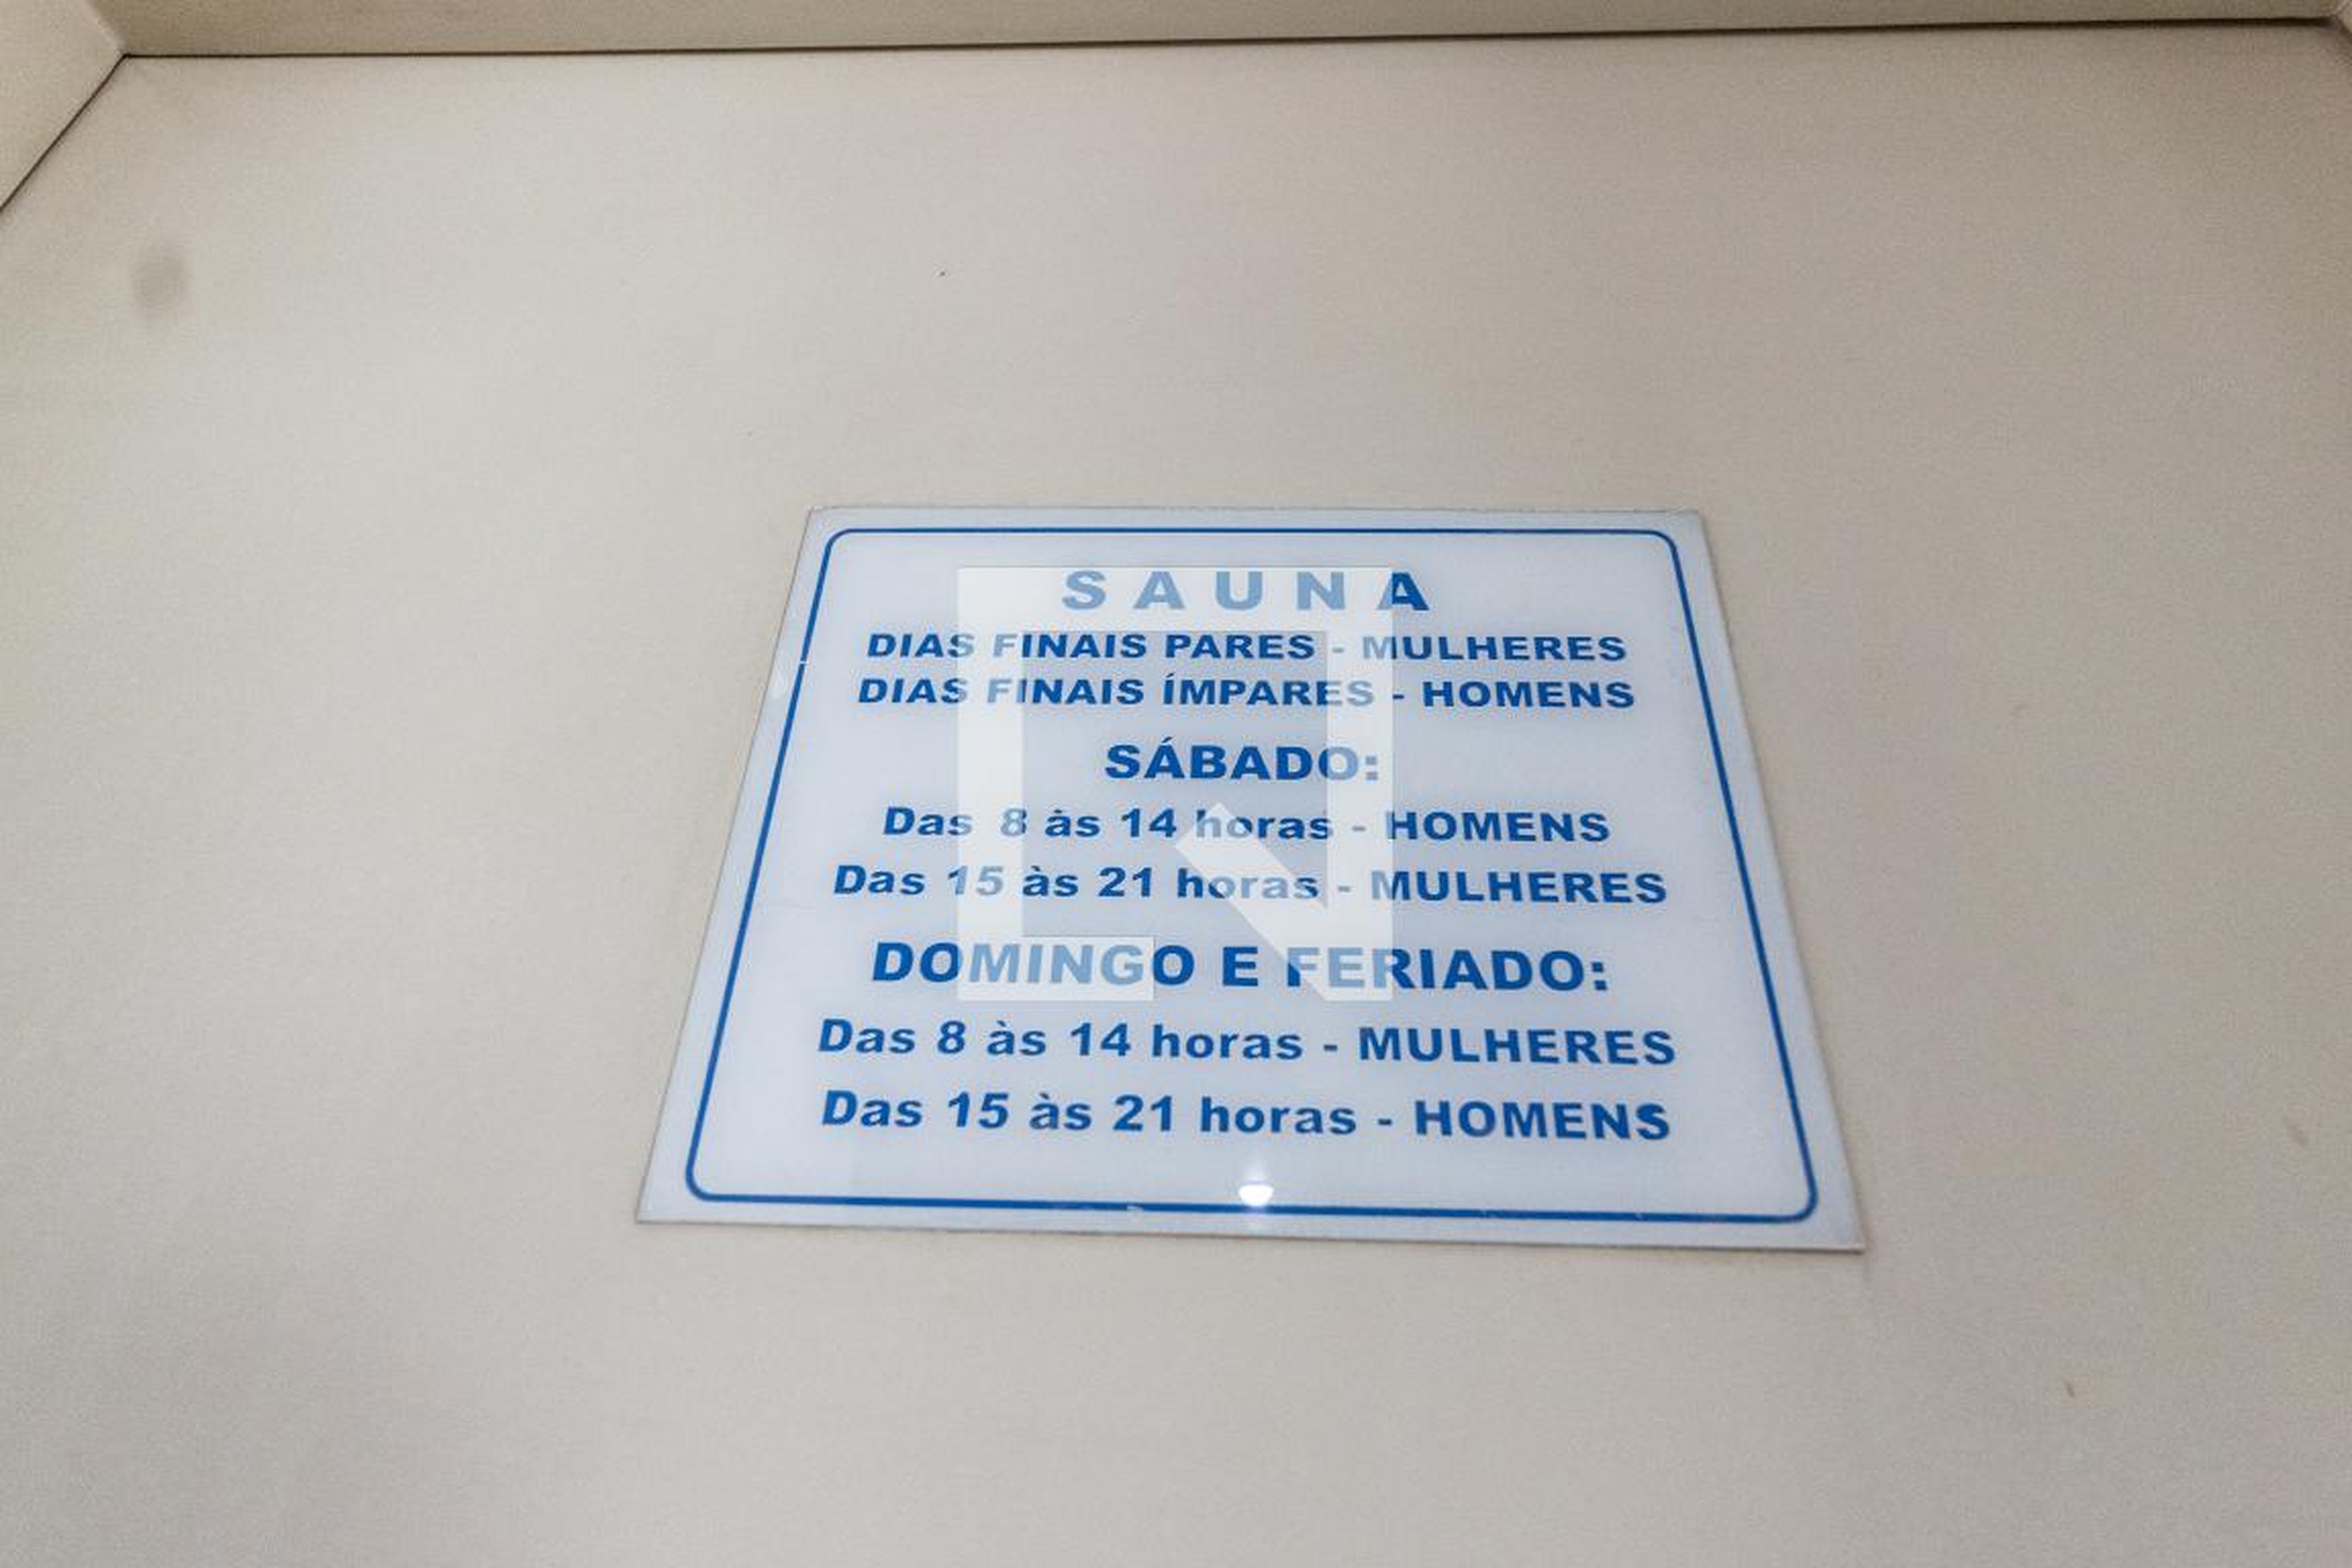 SAUNA
DIAS FINAIS PARES - MULHERES
DIAS FINAIS ÍMPARES - HOMENS
SÁBADO:
Das 8 às 14 horas - HOMENS
Das 15 às 21 horas - MULHERES
DOMINGO E FERIADO:
Das 8 às 14 horas - MULHERES
Das 15 às 21 horas - HOMENS